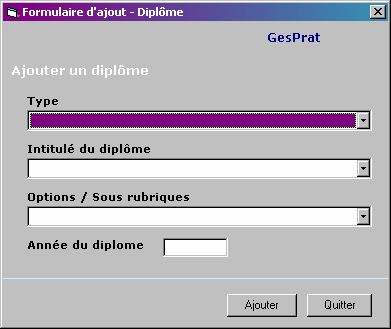 Formulaire d'ajout - Diplôme
GesPrat
Ajouter un diplôme
Type
Intitulé du diplôme
Options / Sous rubriques
Année du diplome
Ajouter Quitter